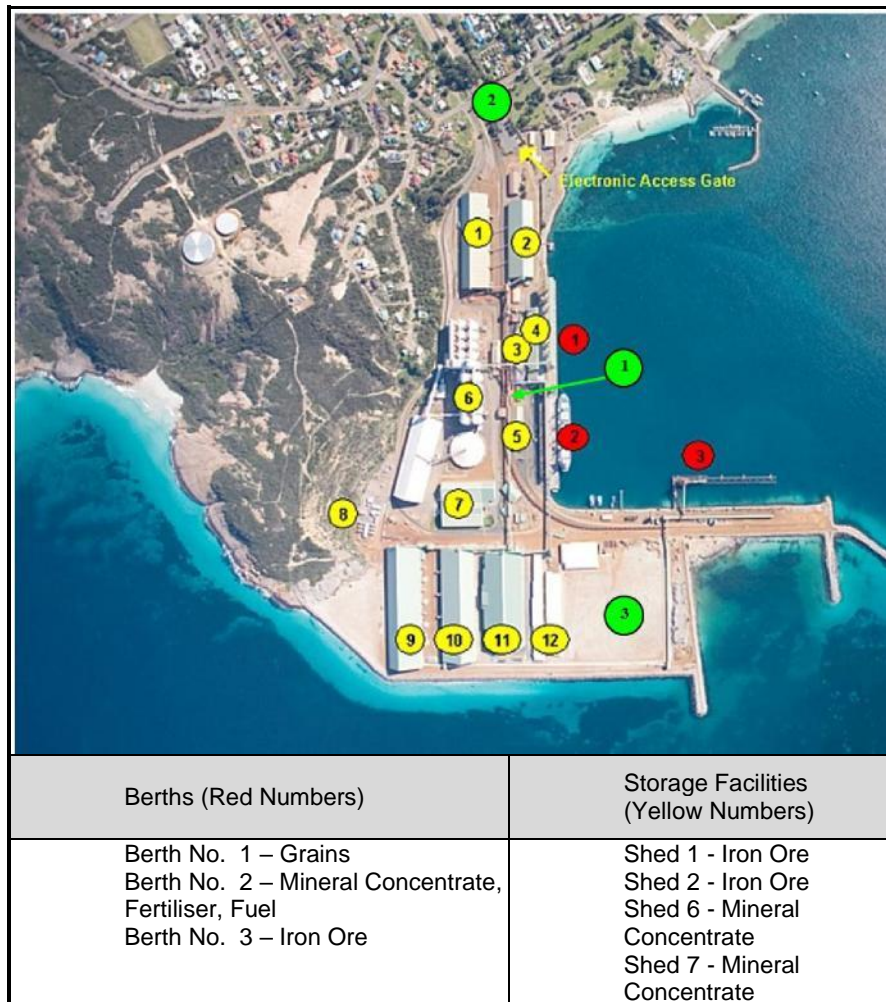 2
Electronic Access Gate
1
2
4
3
1
1
6
5
2
3
7
8
3
9
10
11
12
Berths (Red Numbers)
Storage Facilities
(Yellow Numbers)
Berth No. 1 – Grains
Berth No. 2 – Mineral Concentrate,
Fertiliser, Fuel
Berth No. 3 – Iron Ore
Shed 1 - Iron Ore
Shed 2 - Iron Ore
Shed 6 - Mineral
Concentrate
Shed 7 - Mineral
Concentrate